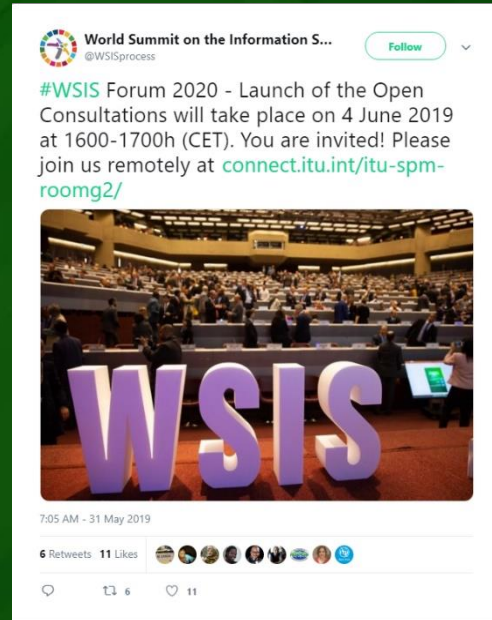 World Summit on the Information S...
@WSISprocess
Follow
#WSIS Forum 2020 - Launch of the Open
Consultations will take place on 4 June 2019
at 1600-1700h (CET). You are invited! Please
join us remotely at connect.itu.int/itu-spm-
roomg2/
WSIS
7:05 AM - 31 May 2019
6 Retweets 11 Likes
6 11